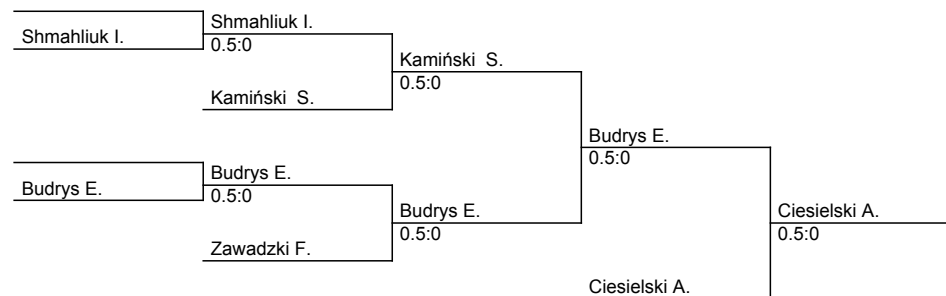 Shmahliuk I.
Shmahliuk I.
0.5:0
Kamiński S.
Kamiński S.
0.5:0
Budrys E.
Budrys E.
0.5:0
Zawadzki F.
Budrys E.
0.5:0
Budrys E.
0.5:0
Ciesielski A.
Ciesielski A.
0.5:0